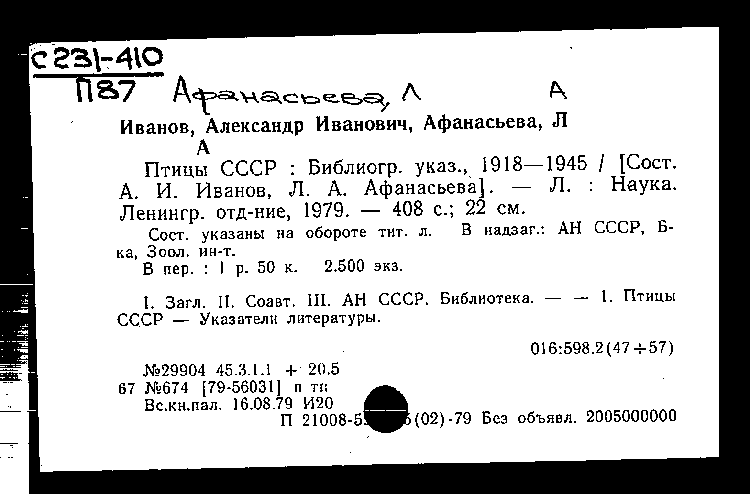 С 231-410
П87 Афанасьева, Л А
Иванов, Александр Иванович, Афанасьева, Л
А
Птицы СССР : Библиогр. указ., 1918—1945 / [Сост.
А. И. Иванов, Л. А. Афанасьева]. — Л. : Наука.
Ленингр. отд-ние, 1979. — 408 с.; 22 см.
Сост. указаны на обороте тит. л. В надзаг.: АН СССР, Б-
ка, Зоол. ин-т.
В пер. : 1 р. 50 к. 2.500 экз.
I. Загл. II. Соавт. III. АН СССР. Библиотека. — — 1. Птицы
СССР — Указатели литературы.
016:598.2(47+57)
№29904 45.3.1.1 + 20.5
67 №674 [79-56031] п тк
Вс.кн.пал. 16.08.79 И20
П 21008-5 (02)-79 Без объявл. 2005000000